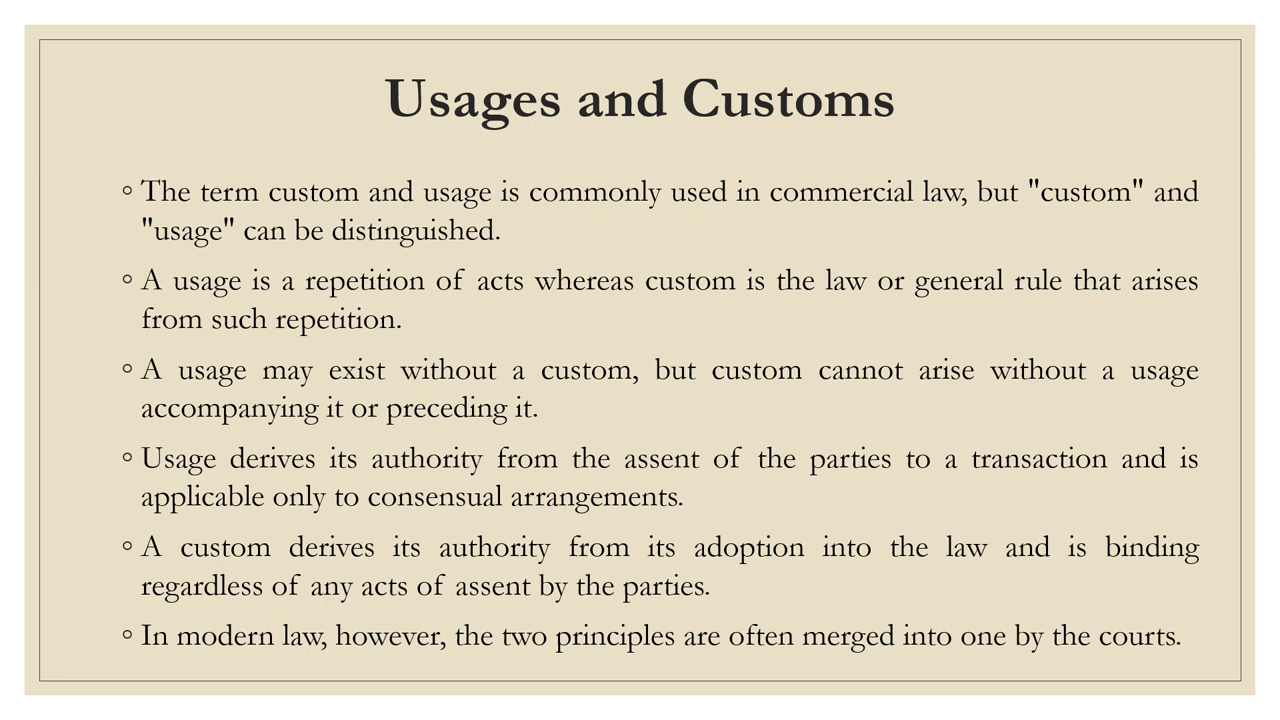 Usages and Customs
◦ The term custom and usage is commonly used in commercial law, but "custom" and
"usage" can be distinguished.
◦ A usage is a repetition of acts whereas custom is the law or general rule that arises
from such repetition.
◦ A usage may exist without a custom, but custom cannot arise without a usage
accompanying it or preceding it.
◦ Usage derives its authority from the assent of the parties to a transaction and is
applicable only to consensual arrangements.
◦ A custom derives its authority from its adoption into the law and is binding
regardless of any acts of assent by the parties.
◦ In modern law, however, the two principles are often merged into one by the courts.